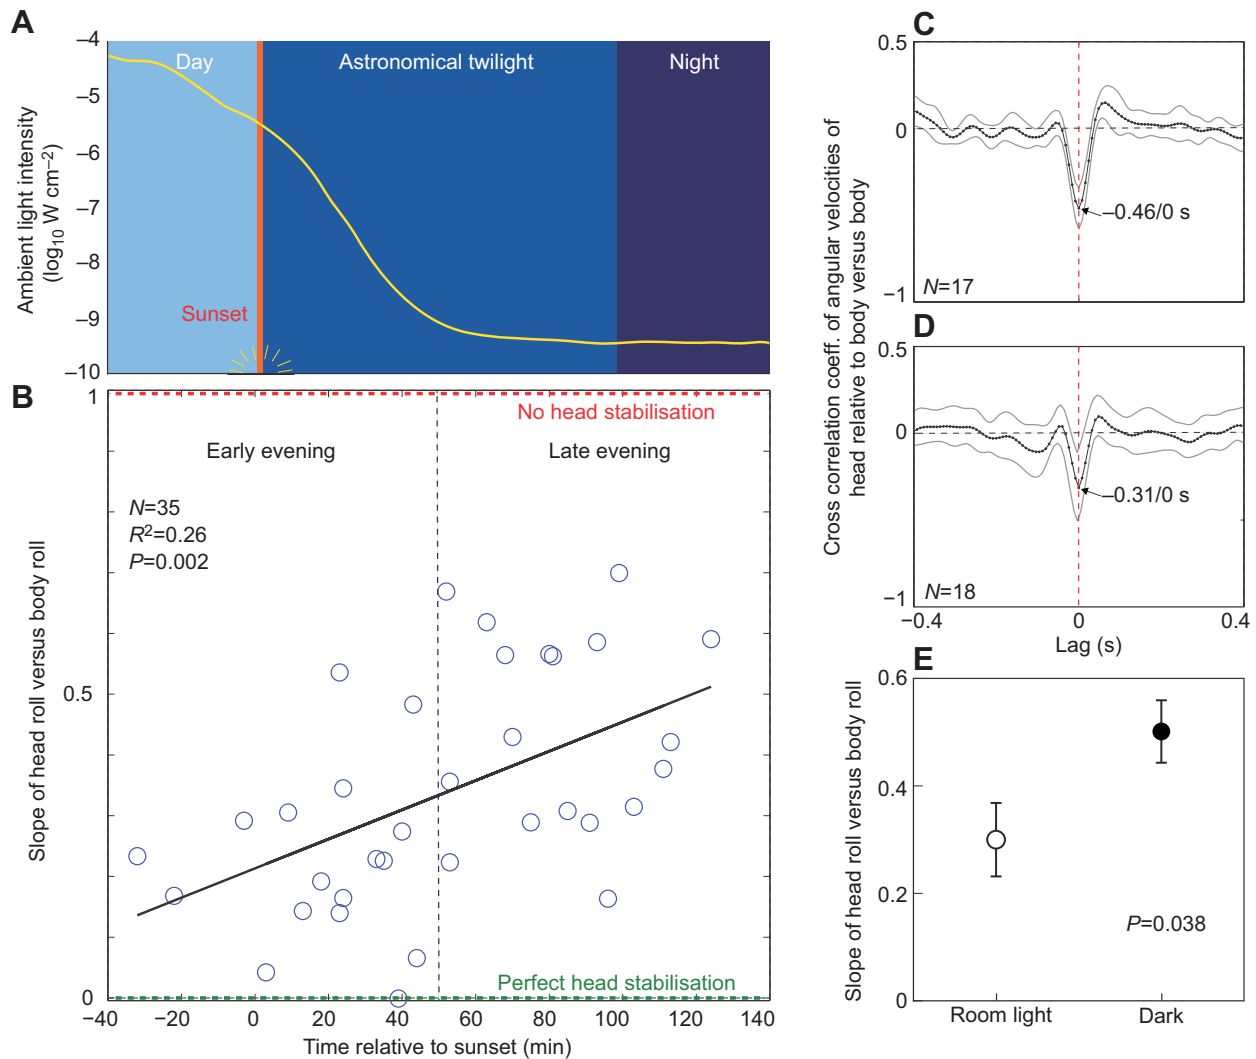 A
Ambient light intensity
(log10 W cm–2)
–4
–5
–6
–7
–8
–9
–10
Day
Astronomical twilight
Night
Sunset
B
Slope of head roll versus body roll
1
0.5
0
No head stabilisation
Early evening
Late evening
N=35
R2=0.26
P=0.002
Perfect head stabilisation
–40
–20
0
20
40
60
80
100
120
140
Time relative to sunset (min)
Cross correlation coeff. of angular velocities of
head relative to body versus body
C
0.5
0
–1
–0.46/0 s
N=17
D
0.5
0
–1
–0.31/0 s
N=18
–0.4
0
0.4
Lag (s)
E
Slope of head roll versus body roll
0.6
0.4
0.2
0
P=0.038
Room light
Dark